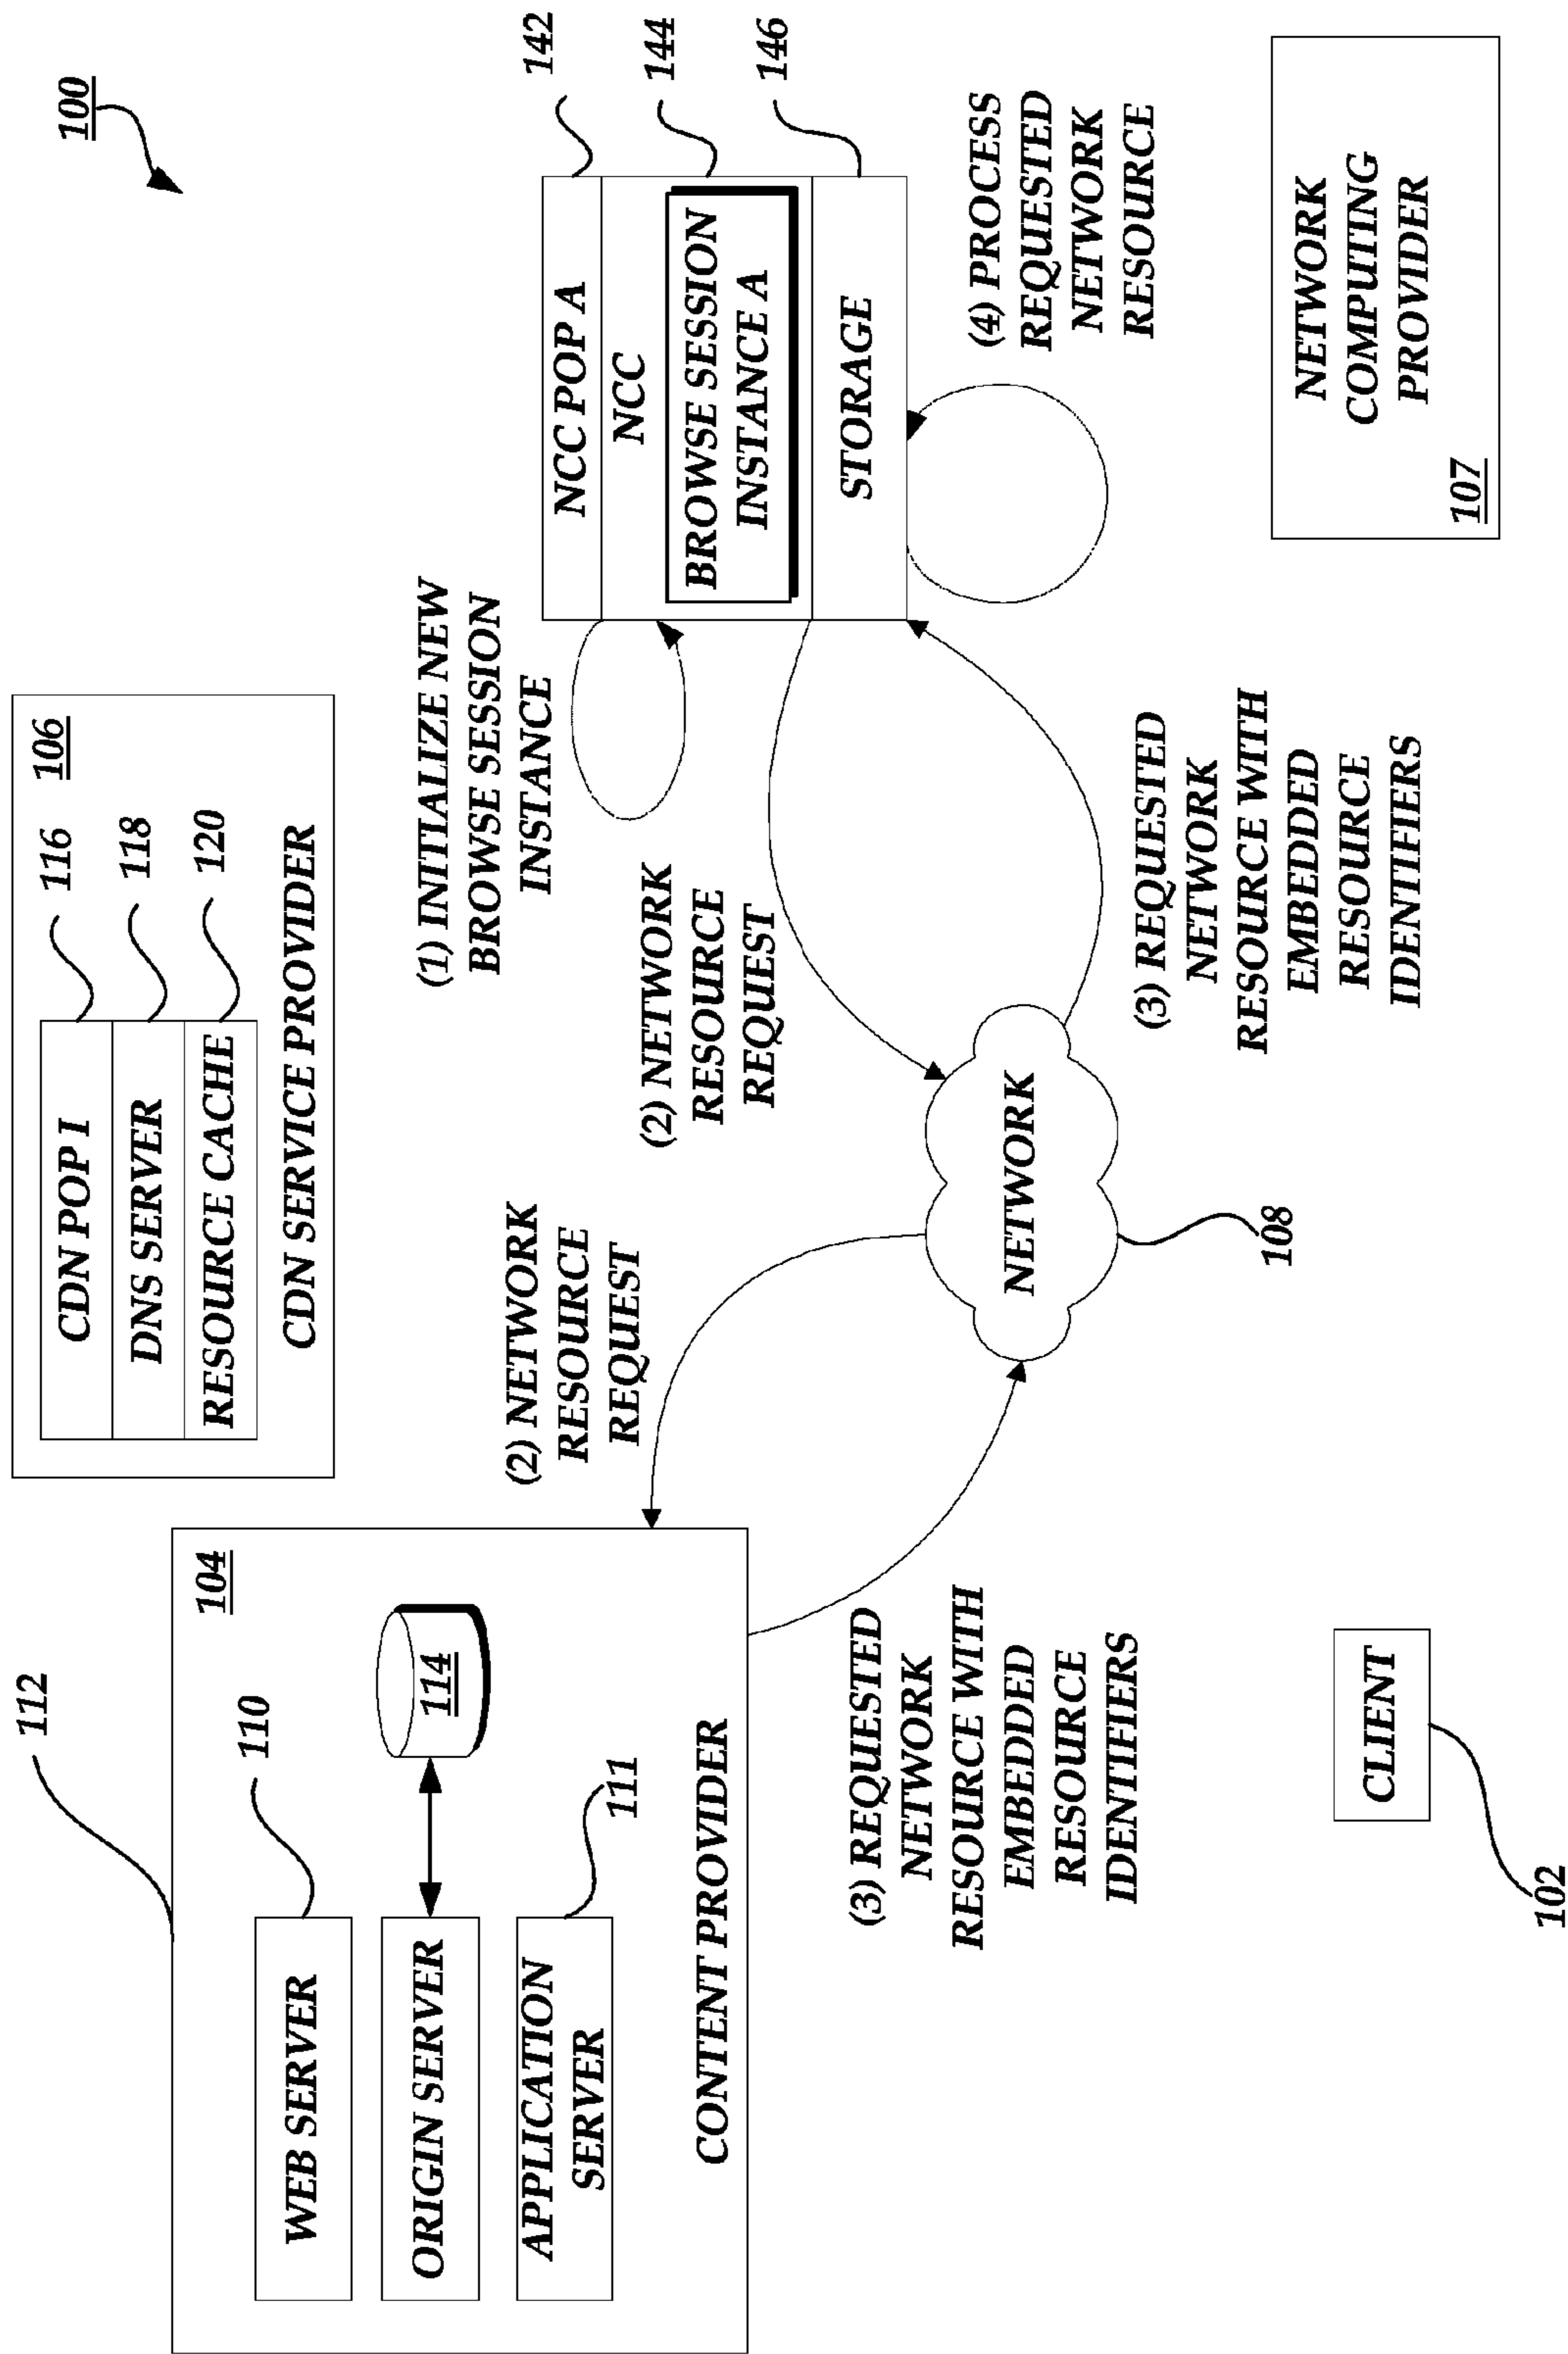 100
112
104
110
WEB SERVER
ORIGIN SERVER
114
APPLICATION
SERVER
111
CONTENT PROVIDER
106
CDN POP I
116
DNS SERVER
118
RESOURCE CACHE
120
CDN SERVICE PROVIDER
(1) INITIALIZE NEW
BROWSE SESSION
INSTANCE
NCC POP A
142
NCC
144
BROWSE SESSION
INSTANCE A
STORAGE
146
(2) NETWORK
RESOURCE
REQUEST
(2) NETWORK
RESOURCE
REQUEST
NETWORK
108
(3) REQUESTED
NETWORK
RESOURCE WITH
EMBEDDED
RESOURCE
IDENTIFIERS
(3) REQUESTED
NETWORK
RESOURCE WITH
EMBEDDED
RESOURCE
IDENTIFIERS
(4) PROCESS
REQUESTED
NETWORK
RESOURCE
CLIENT
102
NETWORK
COMPUTING
PROVIDER
107